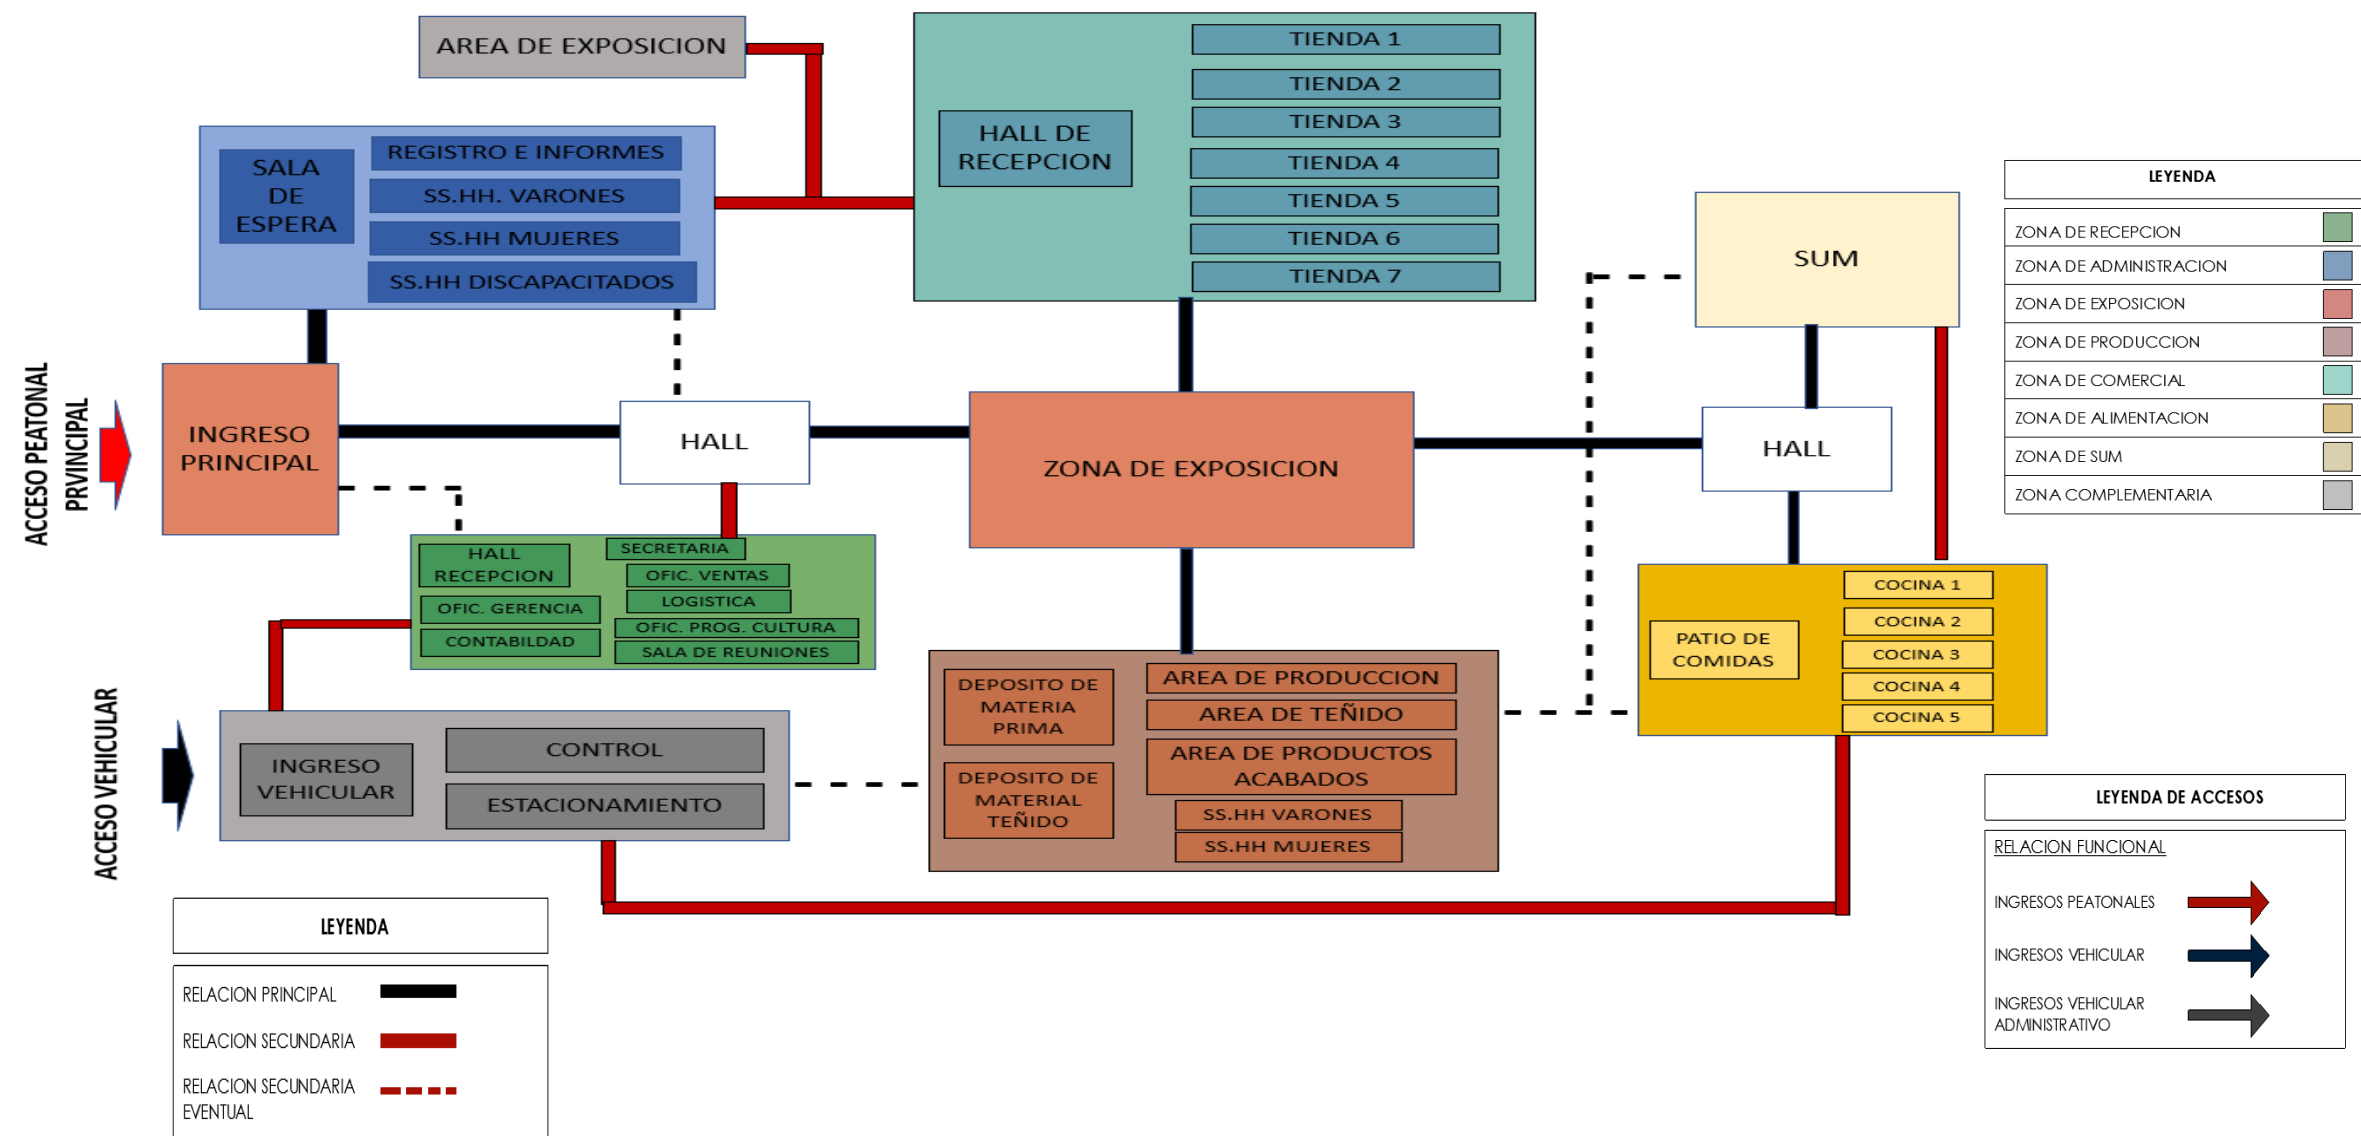 AREA DE EXPOSICION
SALA
DE
ESPERA
REGISTRO E INFORMES
SS.HH. VARONES
SS.HH MUJERES
SS.HH DISCAPACITADOS
HALL DE
RECEPCION
TIENDA 1
TIENDA 2
TIENDA 3
TIENDA 4
TIENDA 5
TIENDA 6
TIENDA 7
SUM
LEYENDA
ZONA DE RECEPCION
ZONA DE ADMINISTRACION
ZONA DE EXPOSICION
ZONA DE PRODUCCION
ZONA DE COMERCIAL
ZONA DE ALIMENTACION
ZONA DE SUM
ZONA COMPLEMENTARIA
ACCESO PEATONAL
PRVINCIPAL
INGRESO
PRINCIPAL
HALL
ZONA DE EXPOSICION
HALL
HALL
RECEPCION
OFIC. GERENCIA
CONTABILDAD
SECRETARIA
OFIC. VENTAS
LOGISTICA
OFIC. PROG. CULTURA
SALA DE REUNIONES
PATIO DE
COMIDAS
COCINA 1
COCINA 2
COCINA 3
COCINA 4
COCINA 5
ACCESO VEHICULAR
INGRESO
VEHICULAR
CONTROL
ESTACIONAMIENTO
DEPOSITO DE
MATERIA
PRIMA
DEPOSITO DE
MATERIAL
TEÑIDO
AREA DE PRODUCCION
AREA DE TEÑIDO
AREA DE PRODUCTOS
ACABADOS
SS.HH VARONES
SS.HH MUJERES
LEYENDA
RELACION PRINCIPAL
RELACION SECUNDARIA
RELACION SECUNDARIA
EVENTUAL
LEYENDA DE ACCESOS
RELACION FUNCIONAL
INGRESOS PEATONALES
INGRESOS VEHICULAR
INGRESOS VEHICULAR
ADMINISTRATIVO